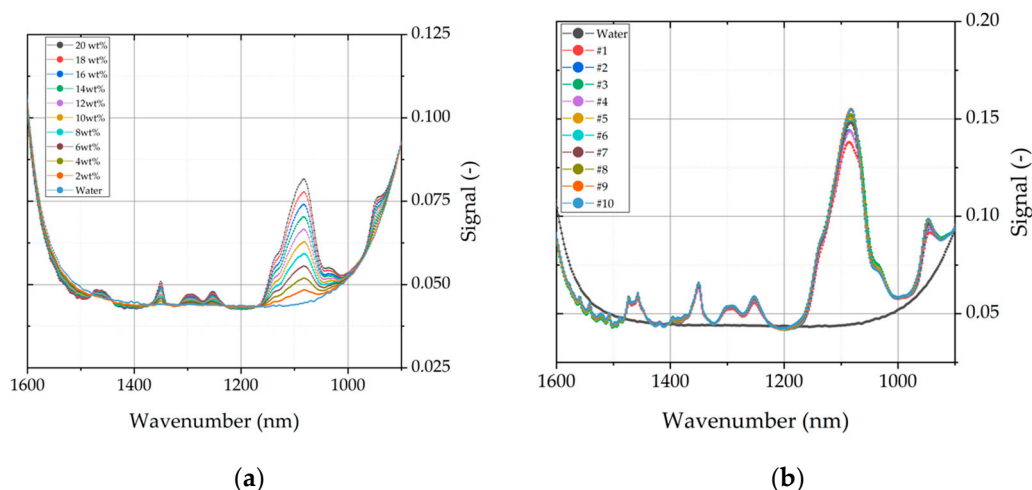 20 wt%
18 wt%
16 wt%
14wt%
12wt%
10wt%
8wt%
6wt%
4wt%
2wt%
Water
0.125
0.100
0.075
0.050
0.025
Signal (-)
1600
1400
1200
1000
Wavenumber (nm)
(a)
Water
#1
#2
#3
#4
#5
#6
#7
#8
#9
#10
0.20
0.15
0.10
0.05
Signal (-)
1600
1400
1200
1000
Wavenumber (nm)
(b)